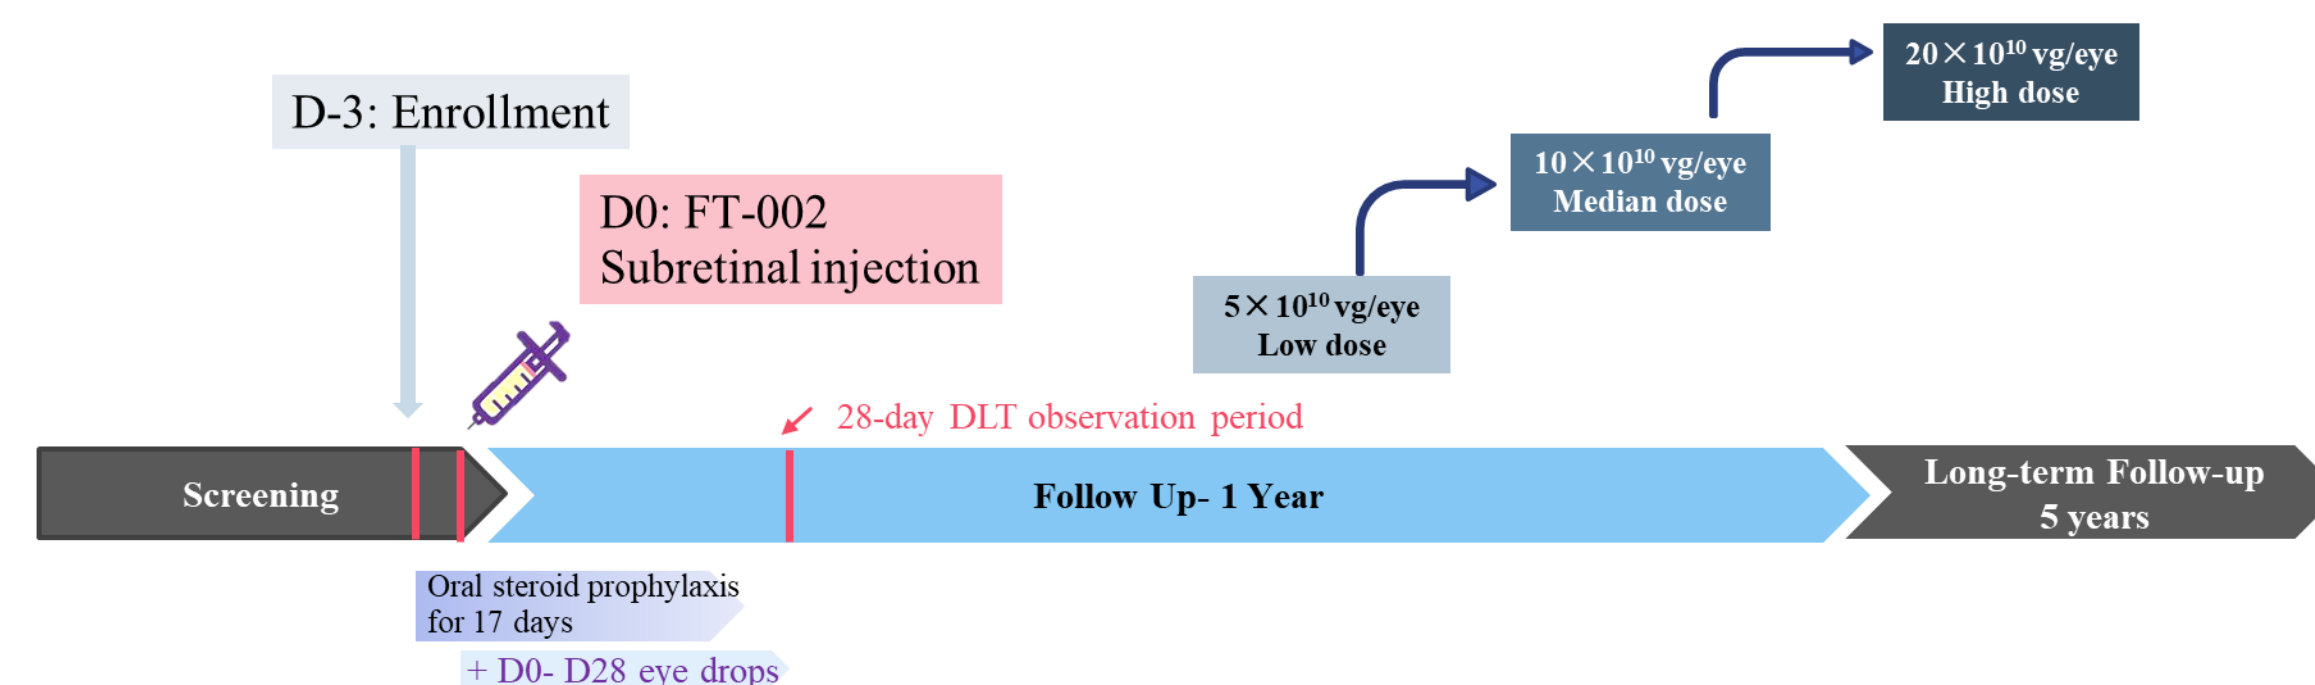 D-3: Enrollment
D0: FT-002
Subretinal injection
20×10¹⁰ vg/eye
High dose
10×10¹⁰ vg/eye
Median dose
5×10¹⁰ vg/eye
Low dose
28-day DLT observation period
Screening
Follow Up- 1 Year
Long-term Follow-up
5 years
Oral steroid prophylaxis
for 17 days
+ D0- D28 eye drops